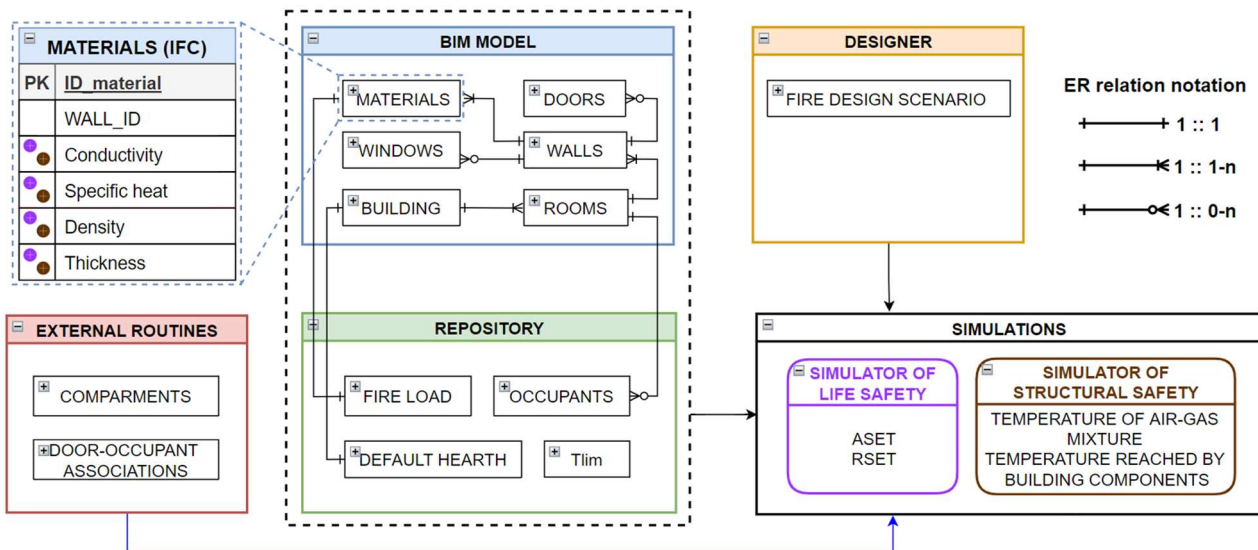 MATERIALS (IFC)
PK ID_material
WALL_ID
Conductivity
Specific heat
Density
Thickness
BIM MODEL
MATERIALS
DOORS
WINDOWS
WALLS
BUILDING
ROOMS
DESIGNER
FIRE DESIGN SCENARIO
ER relation notation
1 :: 1
1 :: 1-n
1 :: 0-n
EXTERNAL ROUTINES
COMPARMENTS
DOOR-OCCUPANT
ASSOCIATIONS
REPOSITORY
FIRE LOAD
OCCUPANTS
DEFAULT HEARTH
Tlim
SIMULATIONS
SIMULATOR OF
LIFE SAFETY
ASET
RSET
SIMULATOR OF
STRUCTURAL SAFETY
TEMPERATURE OF AIR-GAS
MIXTURE
TEMPERATURE REACHED BY
BUILDING COMPONENTS